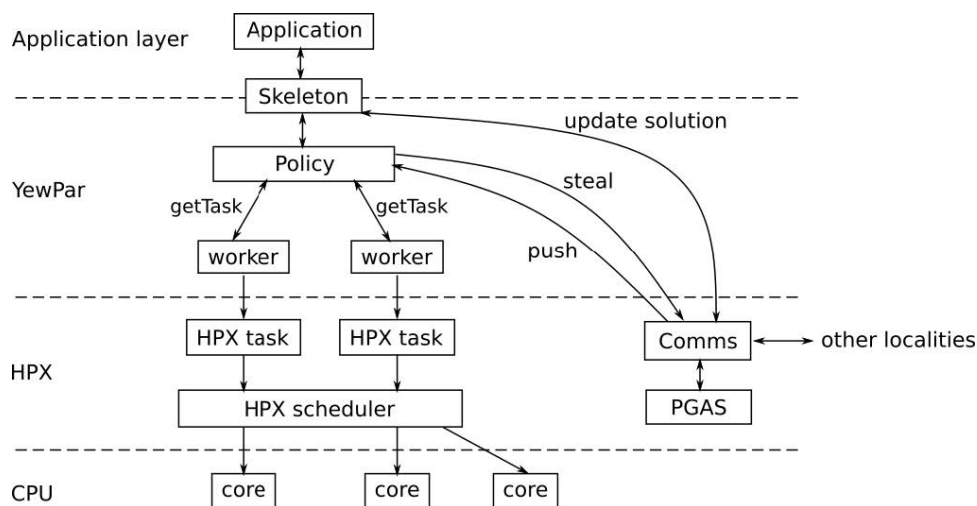 Application layer
Application
Skeleton
update solution
Policy
steal
YewPar
getTask
getTask
push
worker
worker
HPX task
HPX task
Comms
other localities
HPX
HPX scheduler
PGAS
CPU
core
core
core